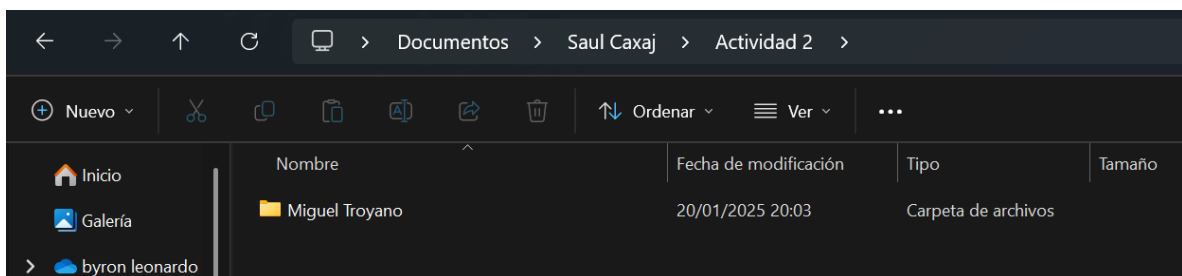 Documentos > Saul Caxaj > Actividad 2 >
Nuevo Ordenar Ver ...
Nombre Fecha de modificación Tipo Tamaño
Inicio
Miguel Troyano 20/01/2025 20:03 Carpeta de archivos
Galería
byron leonardo